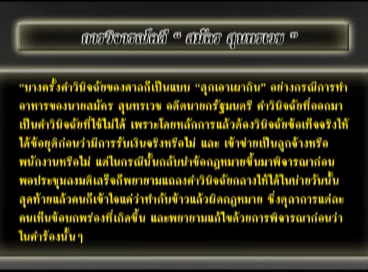 การวิจารณ์คดี “ สมัคร สุนทรเวช ”
“บางครั้งคำวินิจฉัยของศาลก็เป็นแบบ “สุกเอาเผากิน” อย่างกรณีการทำ
อาหารของนายสมัคร สุนทรเวช อดีตนายกรัฐมนตรี คำวินิจฉัยที่ออกมา
เป็นคำวินิจฉัยที่ใช้ไม่ได้ เพราะโดยหลักการแล้วต้องวินิจฉัยข้อเท็จจริงให้
ได้ข้อยุติก่อนว่ามีการรับเงินจริงหรือไม่ และ เข้าข่ายเป็นลูกจ้างหรือ
พนักงานหรือไม่ แต่ในกรณีนั้นกลับนำข้อกฎหมายขึ้นมาพิจารณาก่อน
พอประชุมลงมติเสร็จก็พยายามแถลงคำวินิจฉัยกลางให้ได้ในบ่ายวันนั้น
สุดท้ายแล้วคนก็เข้าใจแค่ว่าทำกับข้าวแล้วผิดกฎหมาย ซึ่งตุลาการแต่ละ
คนเห็นข้อบกพร่องที่เกิดขึ้น และพยายามแก้ไขด้วยการพิจารณาก่อนว่า
ในคำร้องนั้นๆ